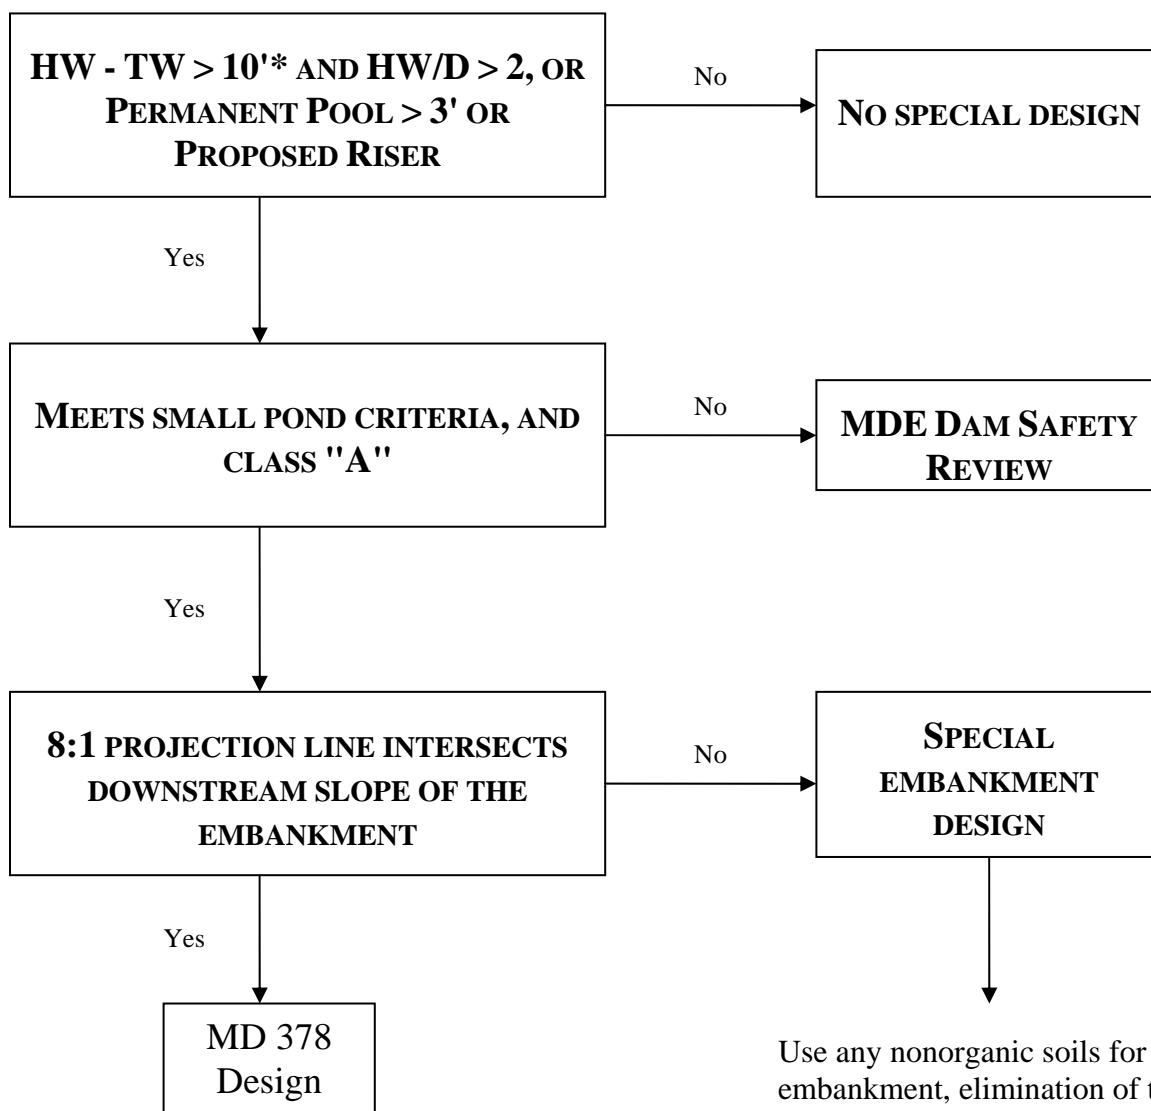 HW - TW > 10'* AND HW/D > 2, OR
PERMANENT POOL > 3' OR
PROPOSED RISER
No
NO SPECIAL DESIGN
Yes
MEETS SMALL POND CRITERIA, AND
CLASS "A"
No
MDE DAM SAFETY
REVIEW
Yes
8:1 PROJECTION LINE INTERSECTS
DOWNSTREAM SLOPE OF THE
EMBANKMENT
No
SPECIAL
EMBANKMENT
DESIGN
Yes
MD 378
Design
Use any nonorganic soils for
embankment, elimination of